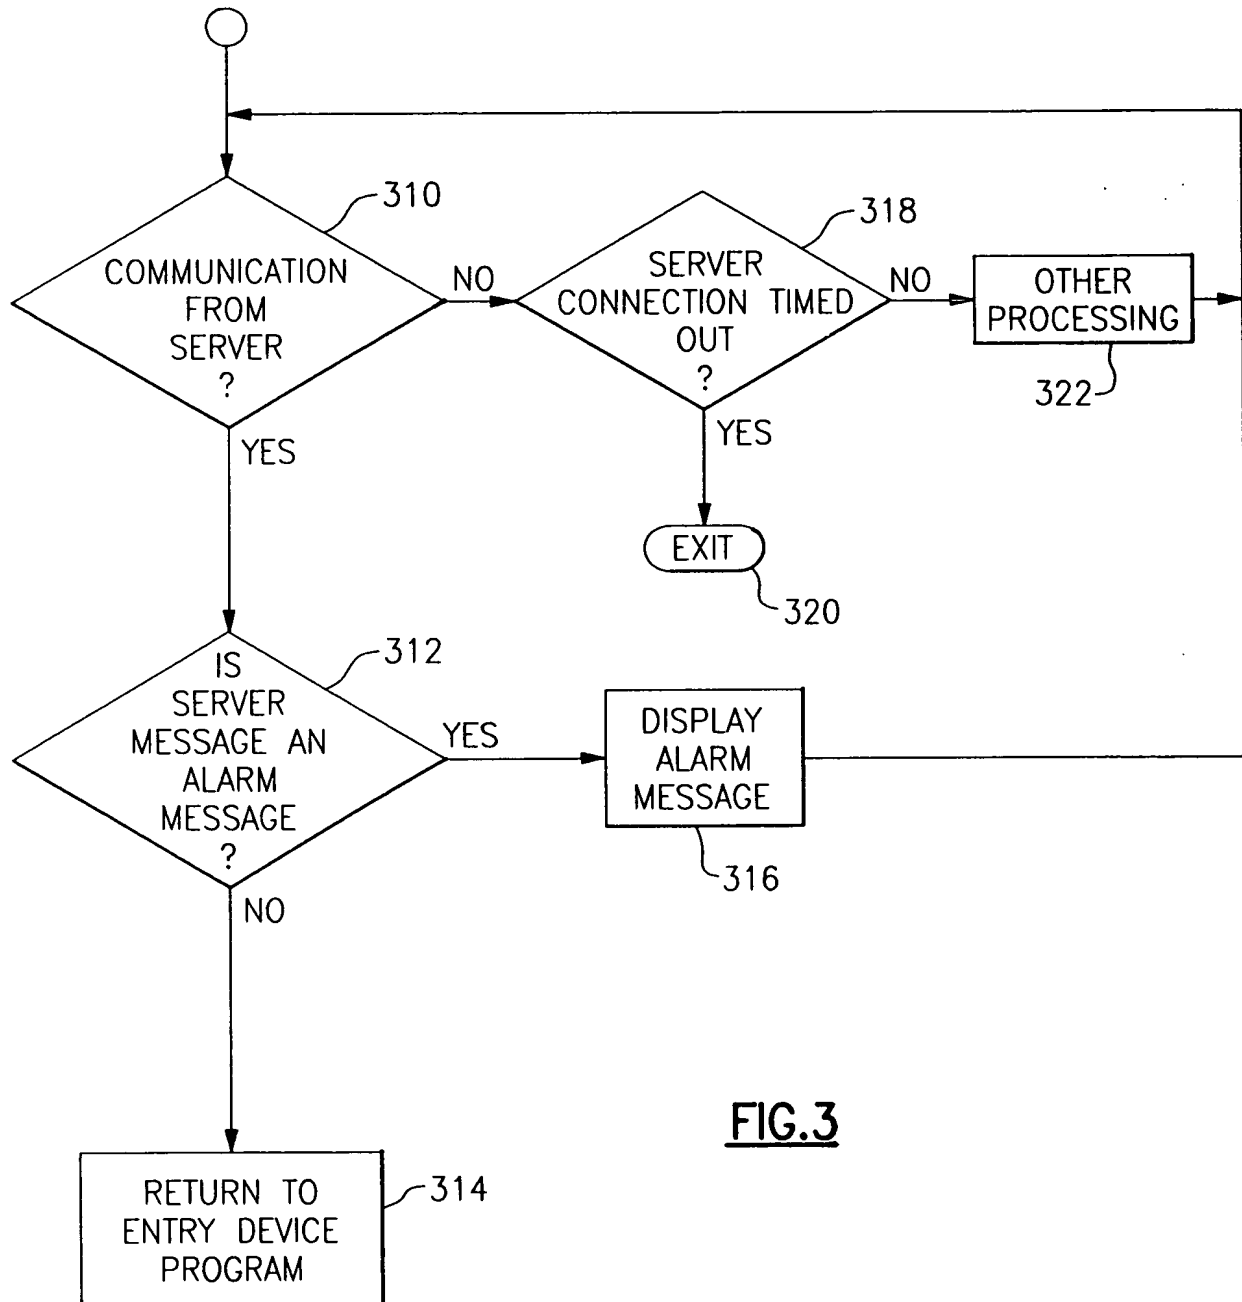 310
COMMUNICATION
FROM
SERVER
?
NO
YES
318
SERVER
CONNECTION TIMED
OUT
?
NO
YES
OTHER
PROCESSING
322
EXIT
320
312
IS
SERVER
MESSAGE AN
ALARM
MESSAGE
?
YES
NO
DISPLAY
ALARM
MESSAGE
316
314
RETURN TO
ENTRY DEVICE
PROGRAM
FIG.3